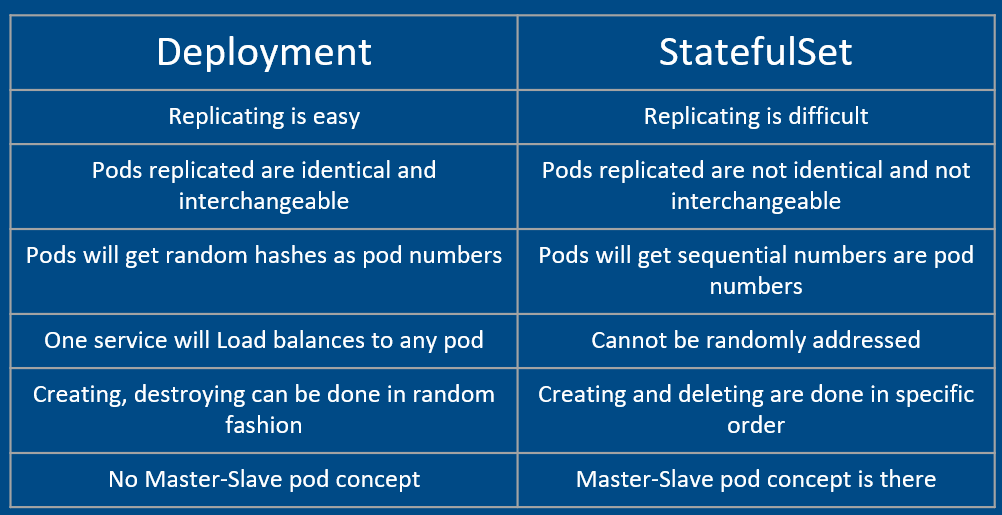 Deployment
StatefulSet
Replicating is easy
Replicating is difficult
Pods replicated are identical and
intercheangeable
Pods replicated are not identical and not
interchangeable
Pods will get random hashes as pod numbers
Pods will get sequential numbers are pod
numbers
One service will Load balances to any pod
Cannot be randomly addressed
Creating, destroying can be done in random
fashion
Creating and deleting are done in specific
order
No Master-Slave pod concept
Master-Slave pod concept is there